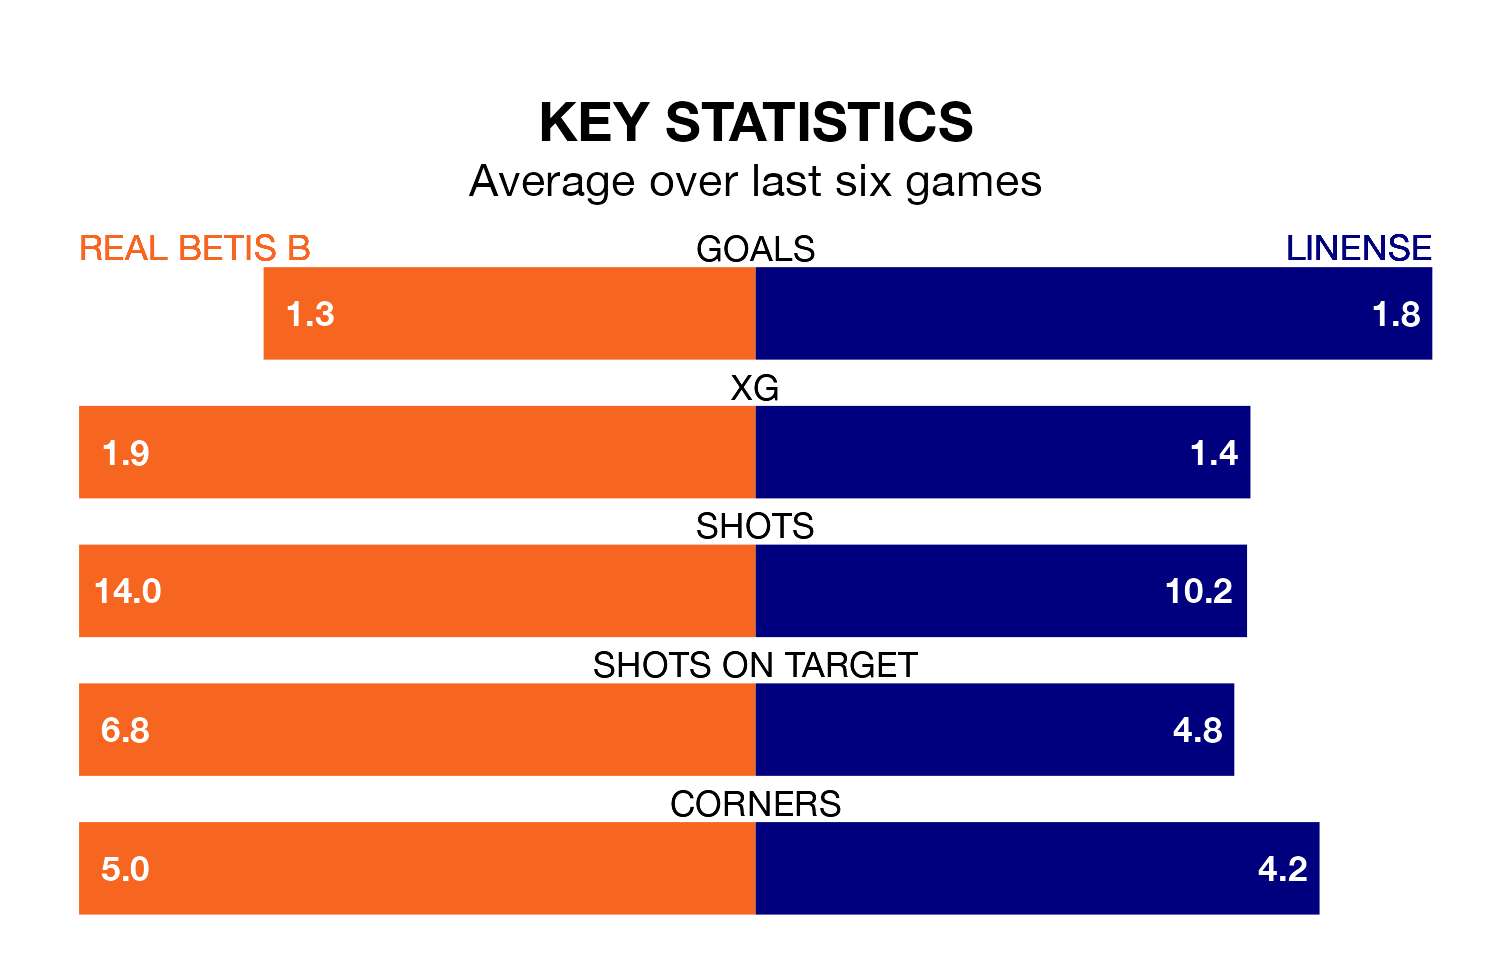 KEY STATISTICS
Average over last six games
REAL BETIS B GOALS LINENSE
1.3 1.8
XG
1.9 1.4
SHOTS
14.0 10.2
SHOTS ON TARGET
6.8 4.8
CORNERS
5.0 4.2